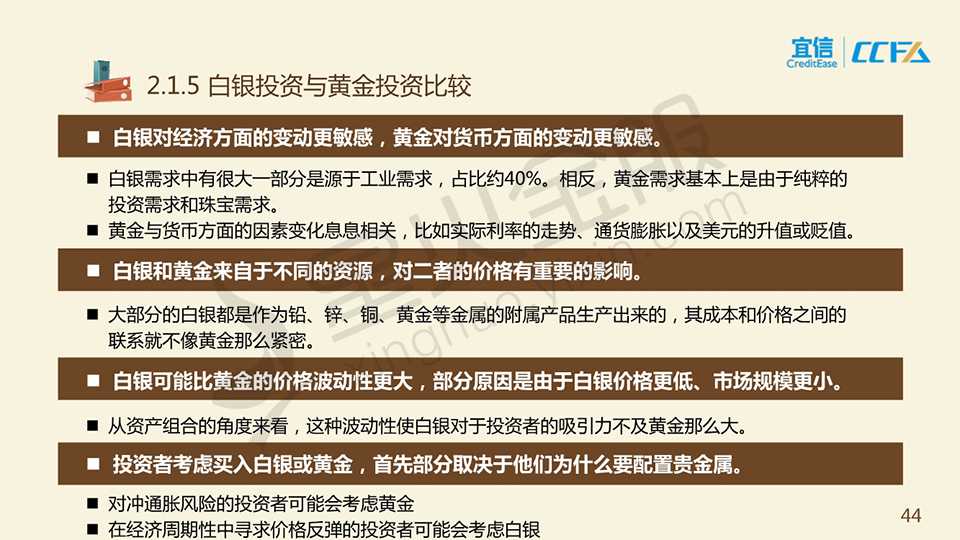 宜信
CreditEase
CCFA
2.1.5 白银投资与黄金投资比较
■ 白银对经济方面的变动更敏感，黄金对货币方面的变动更敏感。
■ 白银需求中有很大一部分是源于工业需求，占比约40%。相反，黄金需求基本上是由于纯粹的
投资需求和珠宝需求。
■ 黄金与货币方面的因素变化息息相关，比如实际利率的走势、通货膨胀以及美元的升值或贬值。
■ 白银和黄金来自于不同的资源，对二者的价格有重要的影响。
■ 大部分的白银都是作为铅、锌、铜、黄金等金属的附属产品生产出来的，其成本和价格之间的
联系就不像黄金那么紧密。
■ 白银可能比黄金的价格波动性更大，部分原因是由于白银价格更低、市场规模更小。
■ 从资产组合的角度来看，这种波动性使白银对于投资者的吸引力不及黄金那么大。
■ 投资者考虑买入白银或黄金，首先部分取决于他们为什么要配置贵金属。
■ 对冲通胀风险的投资者可能会考虑黄金
■ 在经济周期性中寻求价格反弹的投资者可能会考虑白银
44
星火金服